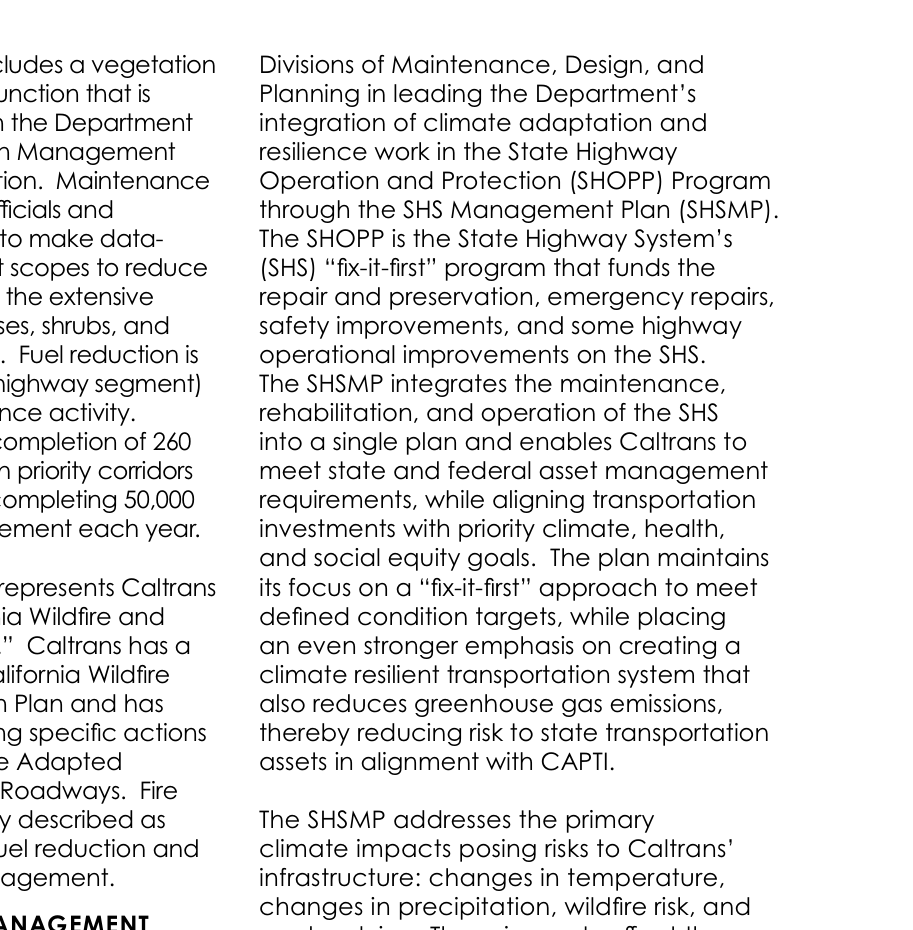 cludes a vegetation
unction that is
n the Department
n Management
tion.  Maintenance
fficials and
to make data-
t scopes to reduce
the extensive
ses, shrubs, and
.  Fuel reduction is
highway segment)
nce activity.
completion of 260
n priority corridors
completing 50,000
ement each year.
represents Caltrans
nia Wildfire and
.”  Caltrans has a
alifornia Wildfire
n Plan and has
ng specific actions
e Adapted
Roadways.  Fire
y described as
uel reduction and
agement.
ANAGEMENT
Divisions of Maintenance, Design, and
Planning in leading the Department’s
integration of climate adaptation and
resilience work in the State Highway
Operation and Protection (SHOPP) Program
through the SHS Management Plan (SHSMP).
The SHOPP is the State Highway System’s
(SHS) “fix-it-first” program that funds the
repair and preservation, emergency repairs,
safety improvements, and some highway
operational improvements on the SHS.
The SHSMP integrates the maintenance,
rehabilitation, and operation of the SHS
into a single plan and enables Caltrans to
meet state and federal asset management
requirements, while aligning transportation
investments with priority climate, health,
and social equity goals.  The plan maintains
its focus on a “fix-it-first” approach to meet
defined condition targets, while placing
an even stronger emphasis on creating a
climate resilient transportation system that
also reduces greenhouse gas emissions,
thereby reducing risk to state transportation
assets in alignment with CAPTI.
The SHSMP addresses the primary
climate impacts posing risks to Caltrans’
infrastructure: changes in temperature,
changes in precipitation, wildfire risk, and